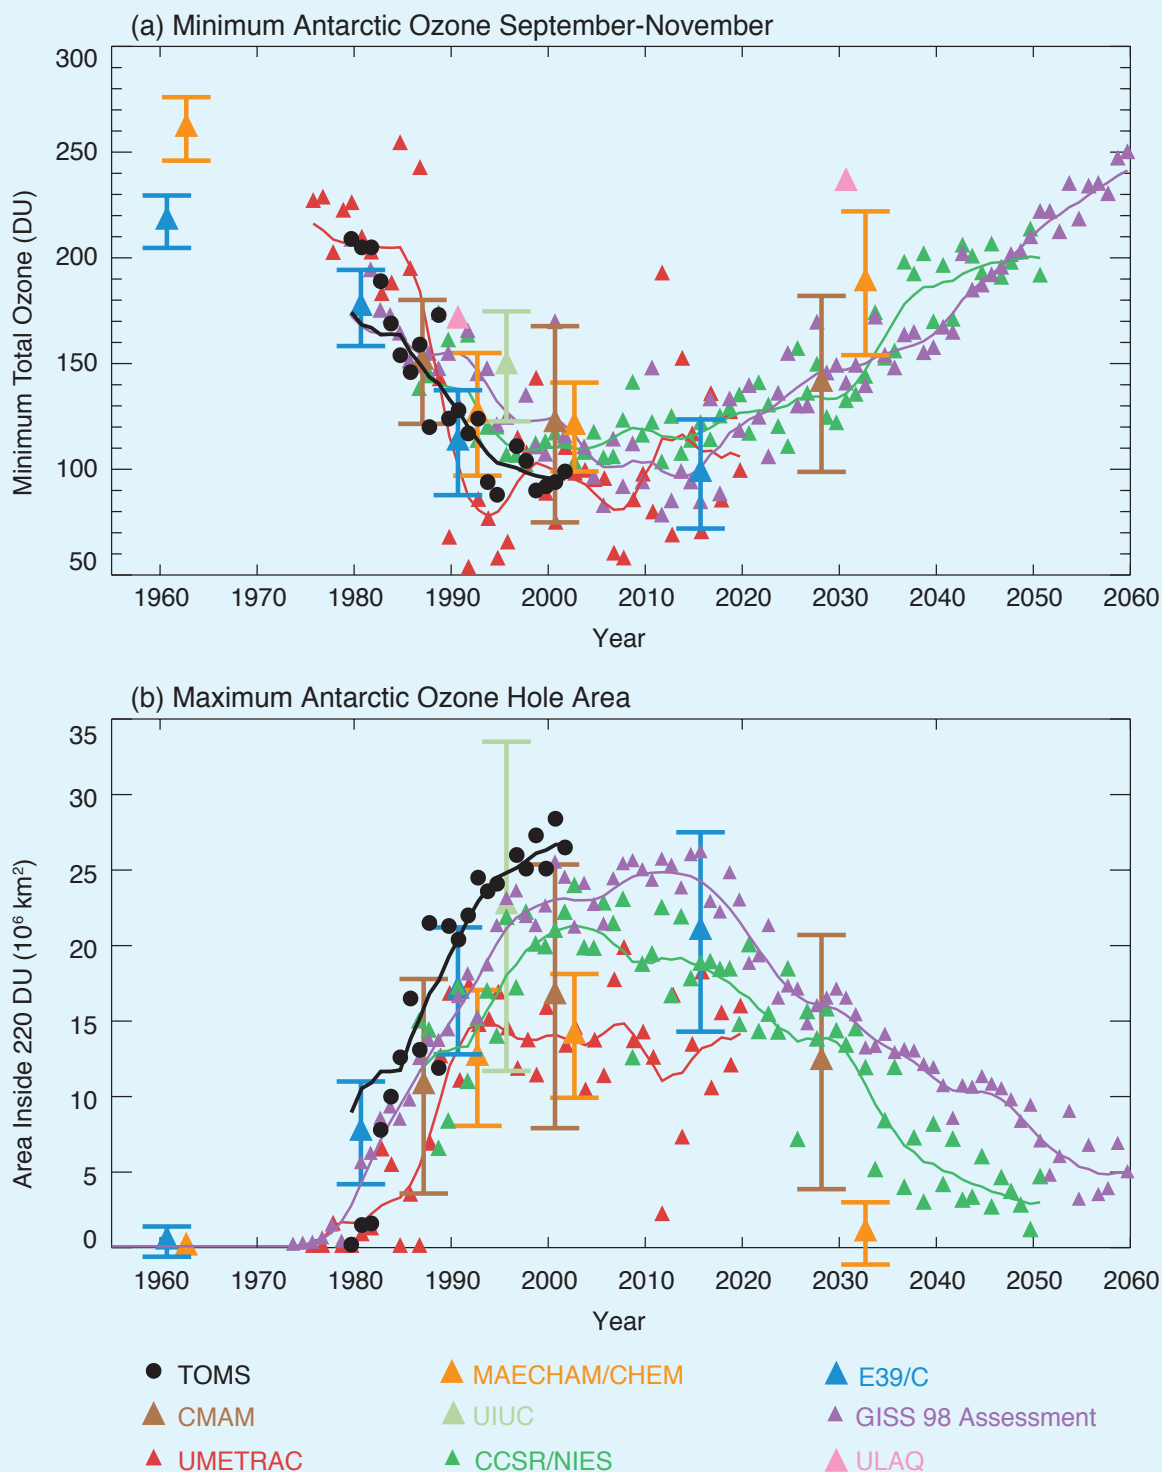 (a) Minimum Antarctic Ozone September-November
300
250
200
150
100
50
Minimum Total Ozone (DU)
1960 1970 1980 1990 2000 2010 2020 2030 2040 2050 2060
Year
(b) Maximum Antarctic Ozone Hole Area
35
30
25
20
15
10
5
0
Area Inside 220 DU (10⁶ km²)
1960 1970 1980 1990 2000 2010 2020 2030 2040 2050 2060
Year
TOMS MAECHAM/CHEM E39/C
CMAM UIUC GISS 98 Assessment
UMETRAC CCSR/NIES ULAQ